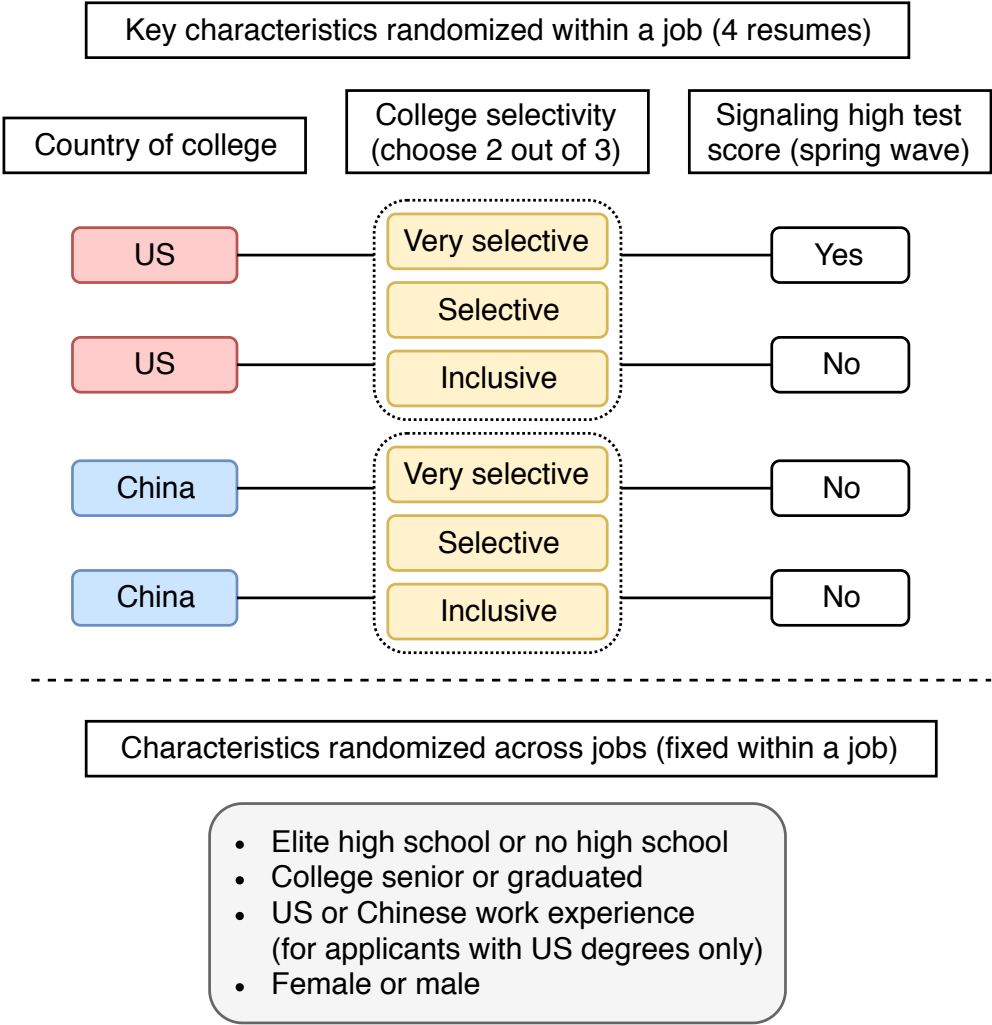 Key characteristics randomized within a job (4 resumes)
Country of college
College selectivity
(choose 2 out of 3)
Signaling high test
score (spring wave)
US
Very selective
Yes
Selective
US
Inclusive
No
China
Very selective
No
Selective
China
Inclusive
No
Characteristics randomized across jobs (fixed within a job)
• Elite high school or no high school
• College senior or graduated
• US or Chinese work experience
(for applicants with US degrees only)
• Female or male